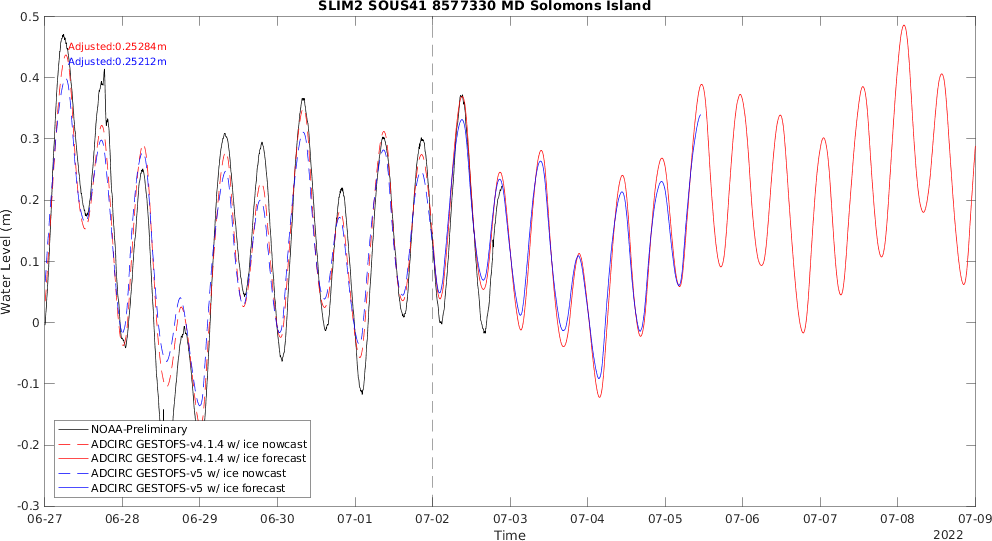 SLIM2 SOUS41 8577330 MD Solomons Island
Adjusted:0.25284m
Adjusted:0.25212m
Water Level (m)
0.5
0.4
0.3
0.2
0.1
0
-0.1
-0.2
-0.3
NOAA-Preliminary
ADCIRC GESTOFS-v4.1.4 w/ ice nowcast
ADCIRC GESTOFS-v4.1.4 w/ ice forecast
ADCIRC GESTOFS-v5 w/ ice nowcast
ADCIRC GESTOFS-v5 w/ ice forecast
06-27 06-28 06-29 06-30 07-01 07-02 07-03 07-04 07-05 07-06 07-07 07-08 07-09
Time
2022